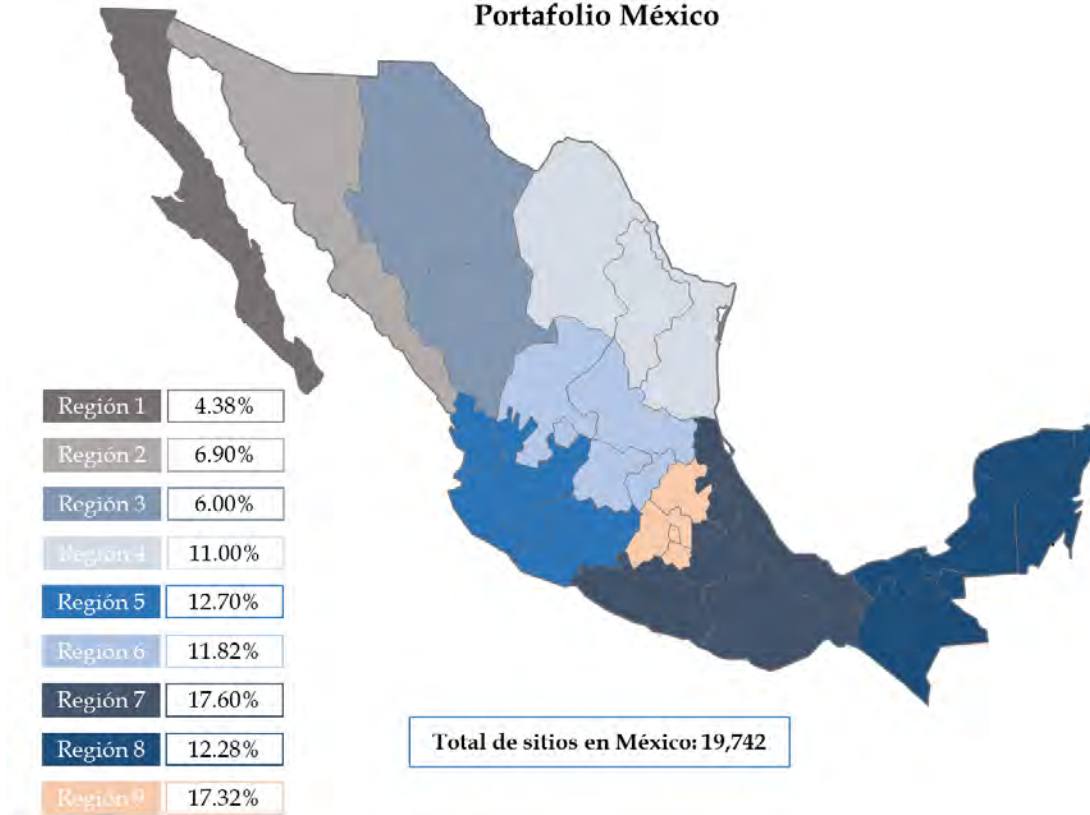 Portafolio México
Región 1 4.38%
Región 2 6.90%
Región 3 6.00%
Región 4 11.00%
Región 5 12.70%
Región 6 11.82%
Región 7 17.60%
Región 8 12.28%
Región 9 17.32%
Total de sitios en México: 19,742